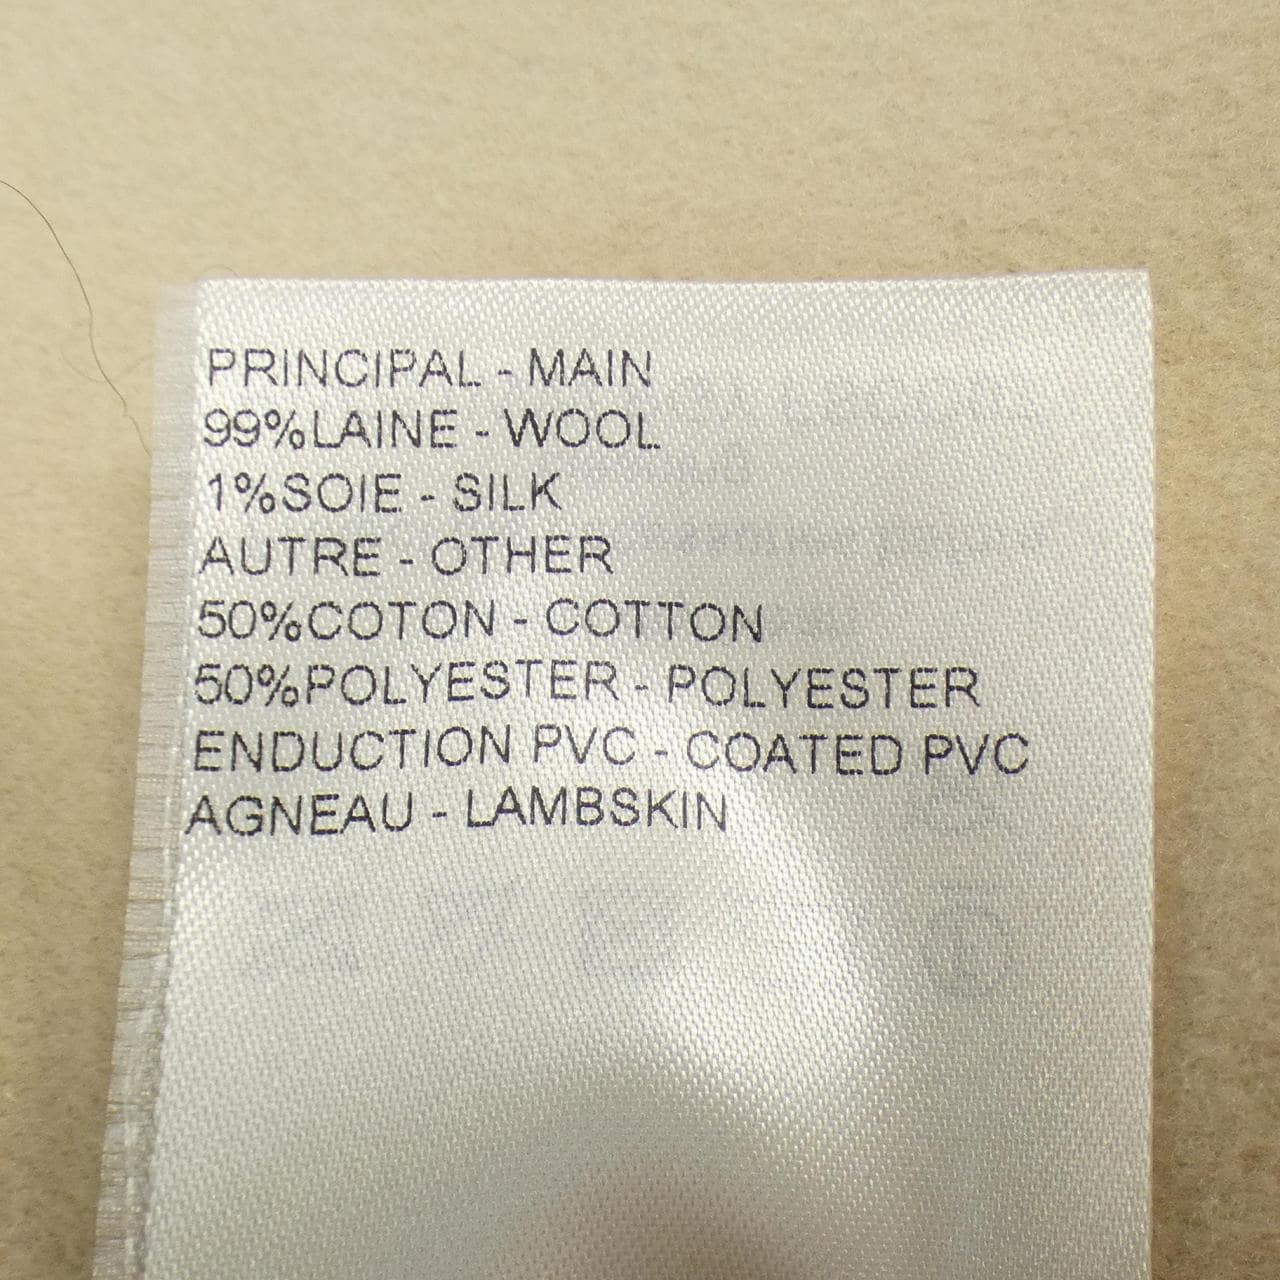 PRINCIPAL - MAIN
99%LAINE - WOOL
1%SOIE - SILK
AUTRE - OTHER
50%COTON - COTTON
50%POLYESTER - POLYESTER
ENDUCTION PVC - COATED PVC
AGNEAU - LAMBSKIN